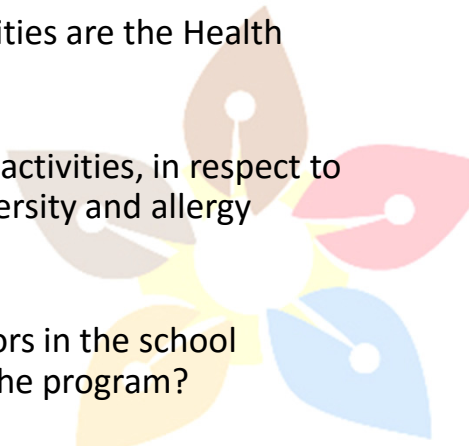 ities are the Health
activities, in respect to
ersity and allergy
ors in the school
he program?